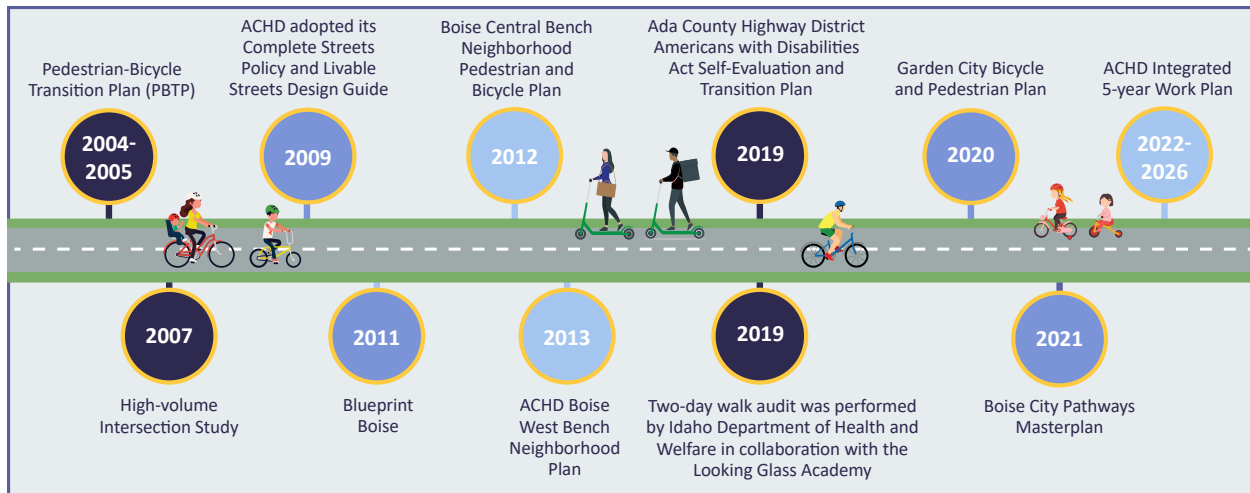 Pedestrian-Bicycle
Transition Plan (PBTP)
2004-
2005
ACHD adopted its
Complete Streets
Policy and Livable
Streets Design Guide
2009
Boise Central Bench
Neighborhood
Pedestrian and
Bicycle Plan
2012
Ada County Highway District
Americans with Disabilities
Act Self-Evaluation and
Transition Plan
2019
Garden City Bicycle
and Pedestrian Plan
2020
ACHD Integrated
5-year Work Plan
2022-
2026
2007
High-volume
Intersection Study
2011
Blueprint
Boise
2013
ACHD Boise
West Bench
Neighborhood
Plan
2019
Two-day walk audit was performed
by Idaho Department of Health and
Welfare in collaboration with the
Looking Glass Academy
2021
Boise City Pathways
Masterplan